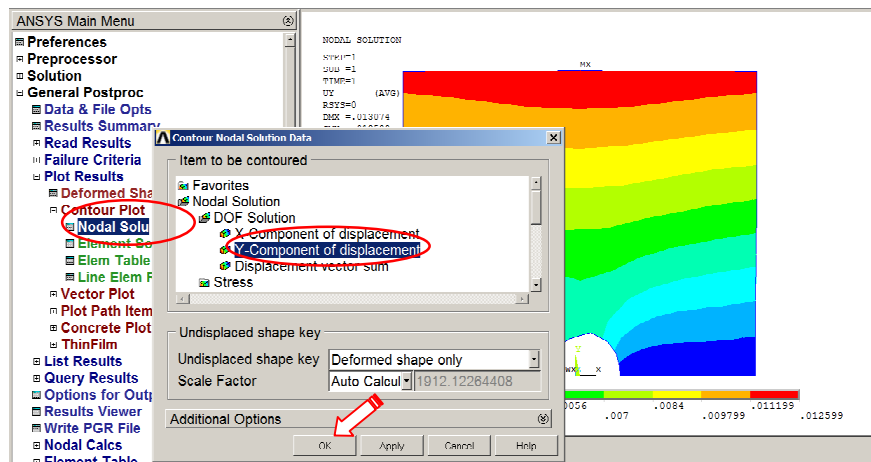 ANSYS Main Menu
Preferences
Preprocessor
Solution
General Postproc
Data & File Opts
Results Summary
Read Results
Failure Criteria
Plot Results
Deformed Sha
Contour Plot
Nodal Solu
Element So
Elem Table
Line Elem
Vector Plot
Plot Path Item
Concrete Plot
ThinFilm
List Results
Query Results
Options for Outp
Results Viewer
Write PGR File
Nodal Calcs
Element Table
Contour Nodal Solution Data
Item to be contoured
Favorites
Nodal Solution
DOF Solution
X-Component of displacement
Y-Component of displacement
Displacement vector sum
Stress
Undisplaced shape key
Undisplaced shape key Deformed shape only
Scale Factor Auto Calcul 1912.12264408
Additional Options
OK Apply Cancel Help
NODAL SOLUTION
STEP=1
SUB =1
TIME=1
UY (AVG)
RSYS=0
DMX =.013074
MX
Y
X
0056 .0084 .011199
.007 .009799 .012599